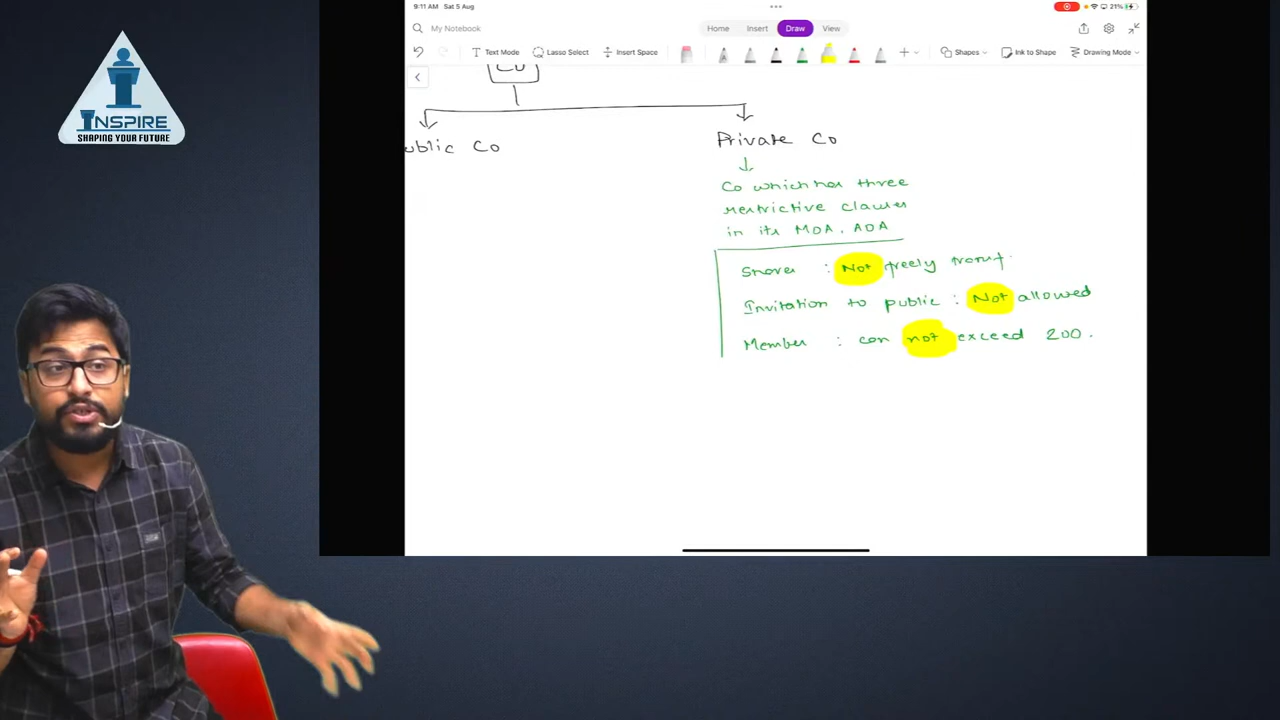 9:11 AM Sat 5 Aug
21%
My Notebook
Home Insert Draw View
Text Mode Lasso Select Insert Space Shapes Ink to Shape Drawing Mode
INSPIRE
SHAPING YOUR FUTURE
Co
ublic Co
Private Co
Co which has three
restrictive clauses
in its MOA, AOA
Shares : Not freely transf.
Invitation to public : Not allowed
Member : can not exceed 200.